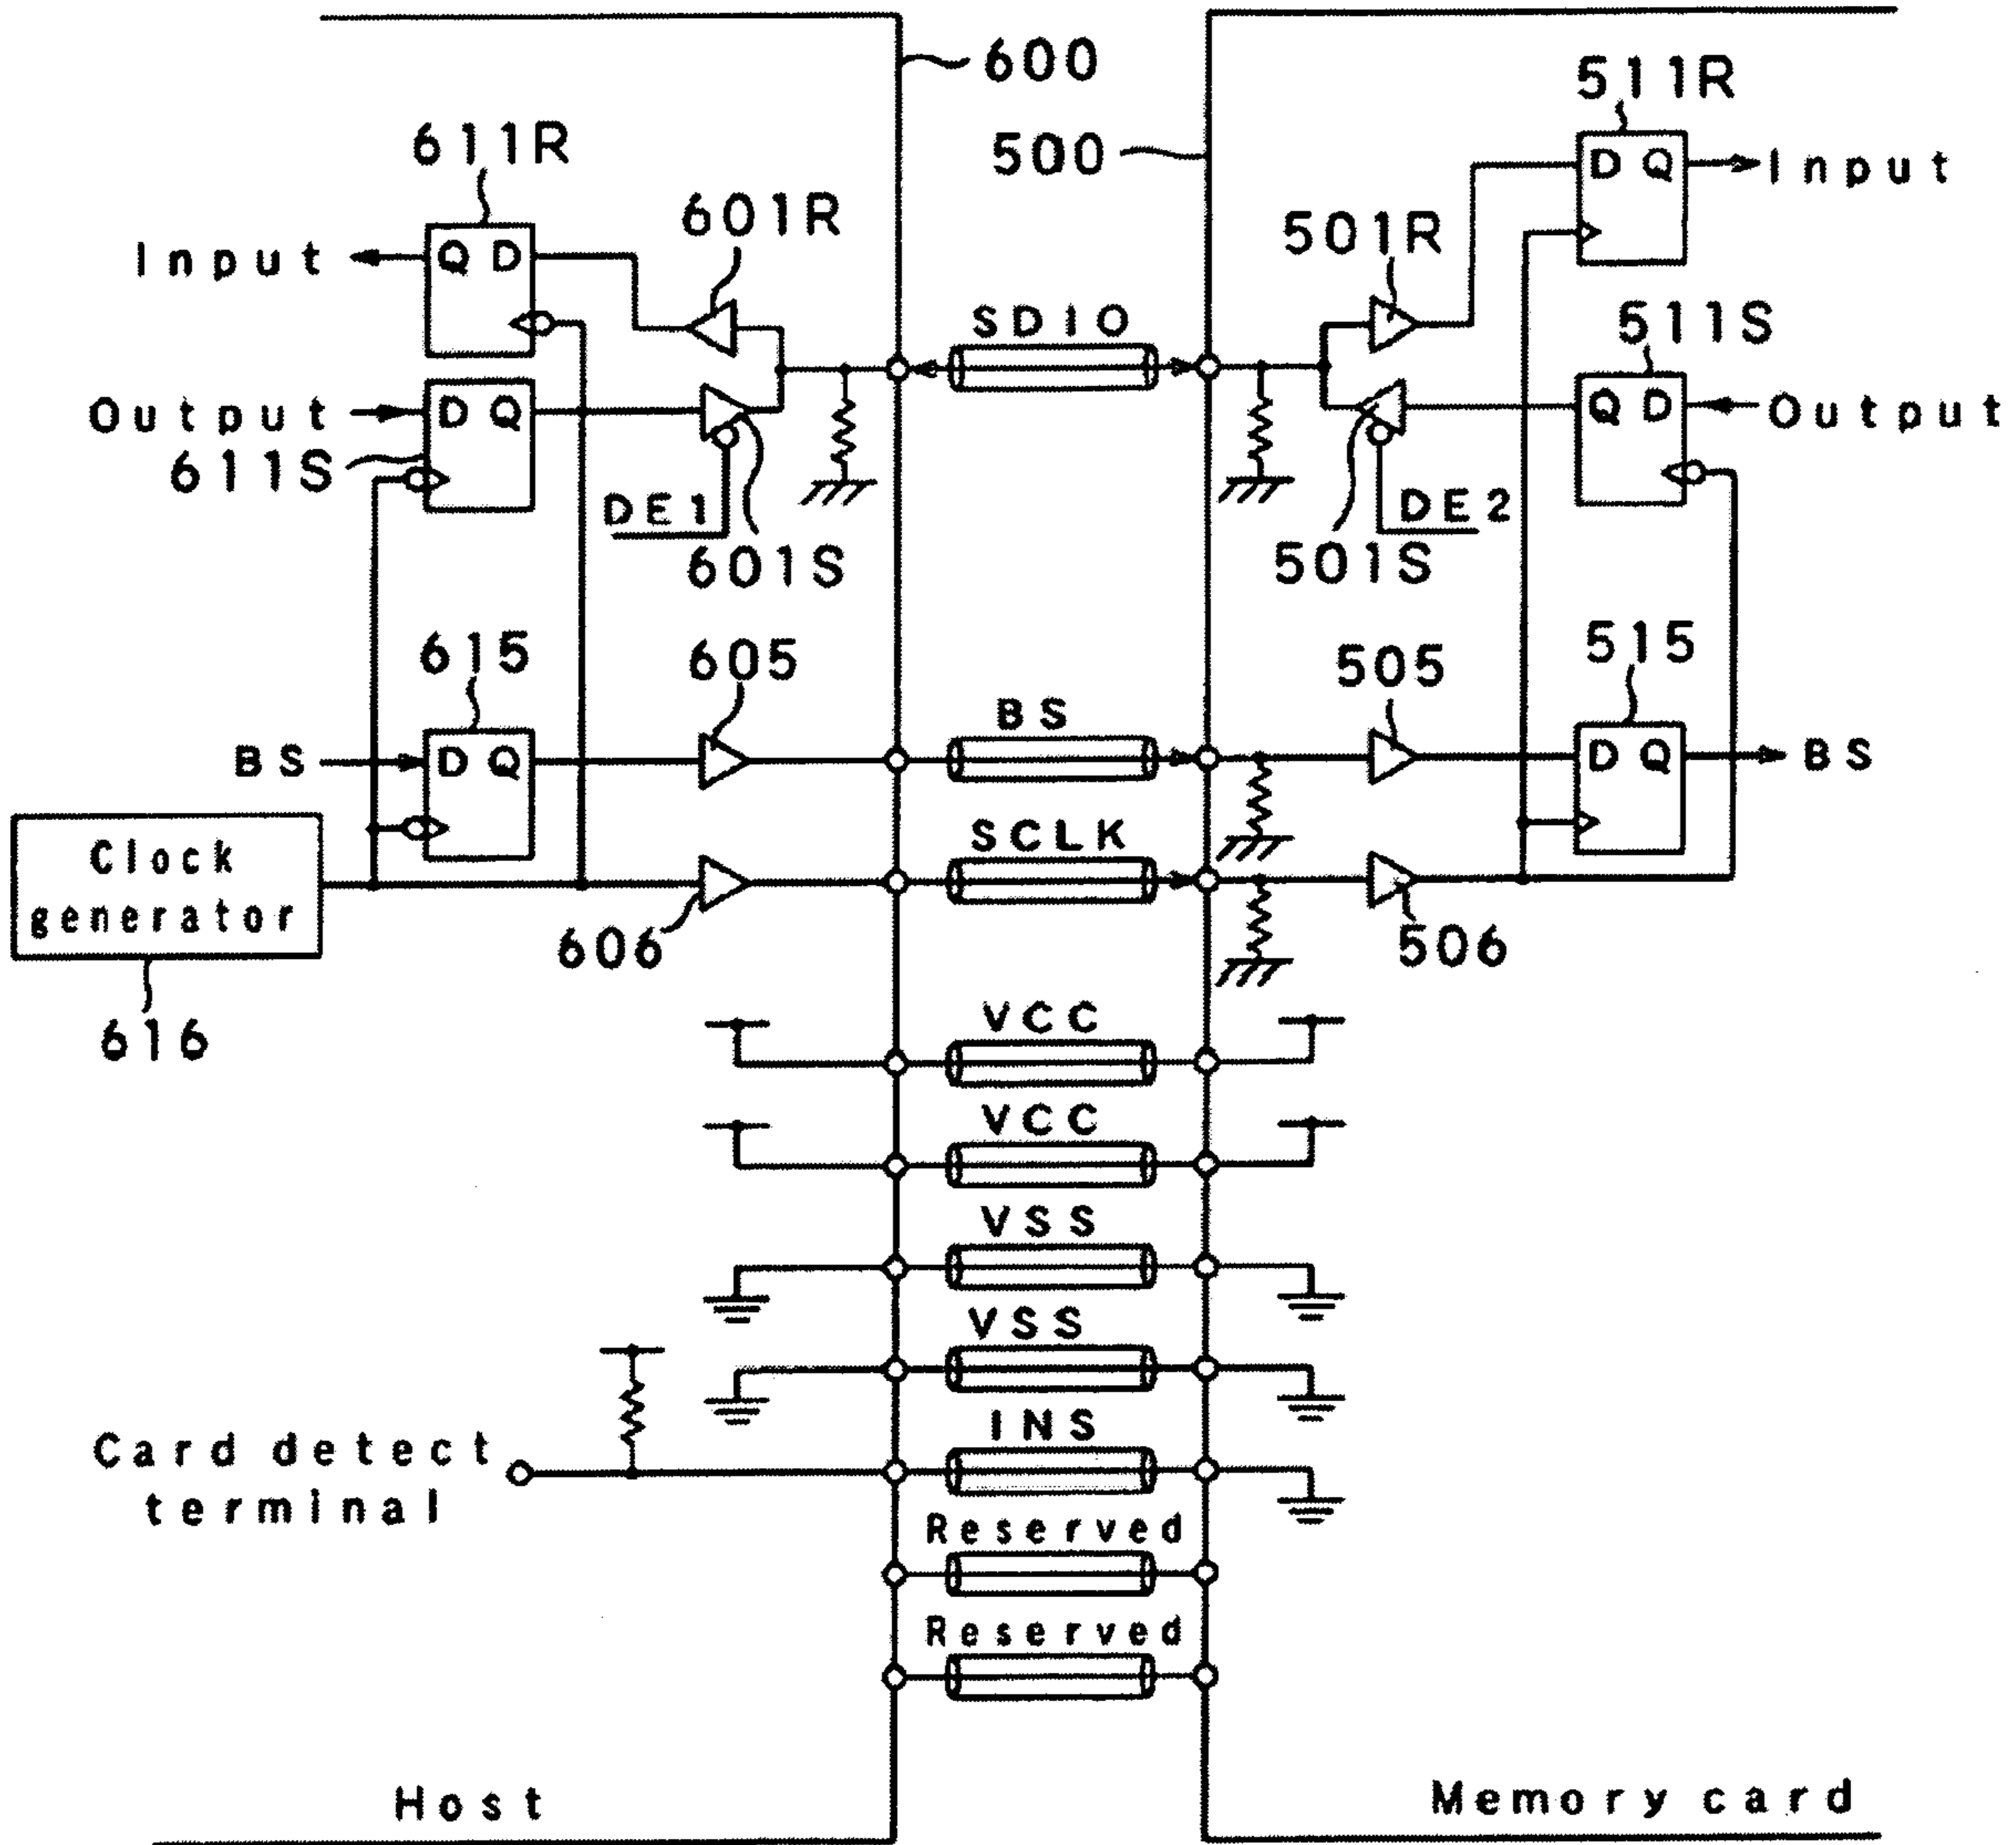 600
511R
500
611R
Input
601R
501R
Input
SDIO
511S
Output
D Q
Q D
D Q
Q D
Output
611S
DE1
DE2
601S
501S
615
605
505
515
BS
BS
D Q
D Q
BS
SCLK
Clock
generator
606
506
616
VCC
VCC
VSS
VSS
INS
Card detect
terminal
Reserved
Reserved
Host
Memory card